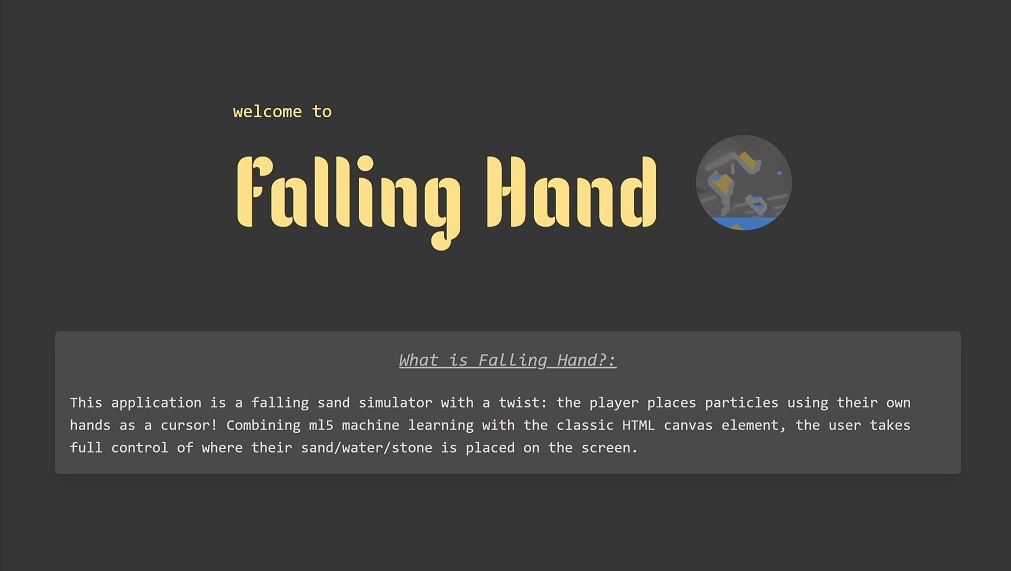 welcome to
Falling Hand
What is Falling Hand?:
This application is a falling sand simulator with a twist: the player places particles using their own
hands as a cursor! Combining ml5 machine learning with the classic HTML canvas element, the user takes
full control of where their sand/water/stone is placed on the screen.